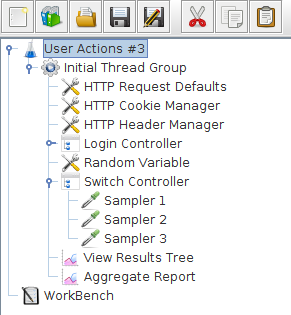 User Actions #3
Initial Thread Group
HTTP Request Defaults
HTTP Cookie Manager
HTTP Header Manager
Login Controller
Random Variable
Switch Controller
Sampler 1
Sampler 2
Sampler 3
View Results Tree
Aggregate Report
WorkBench